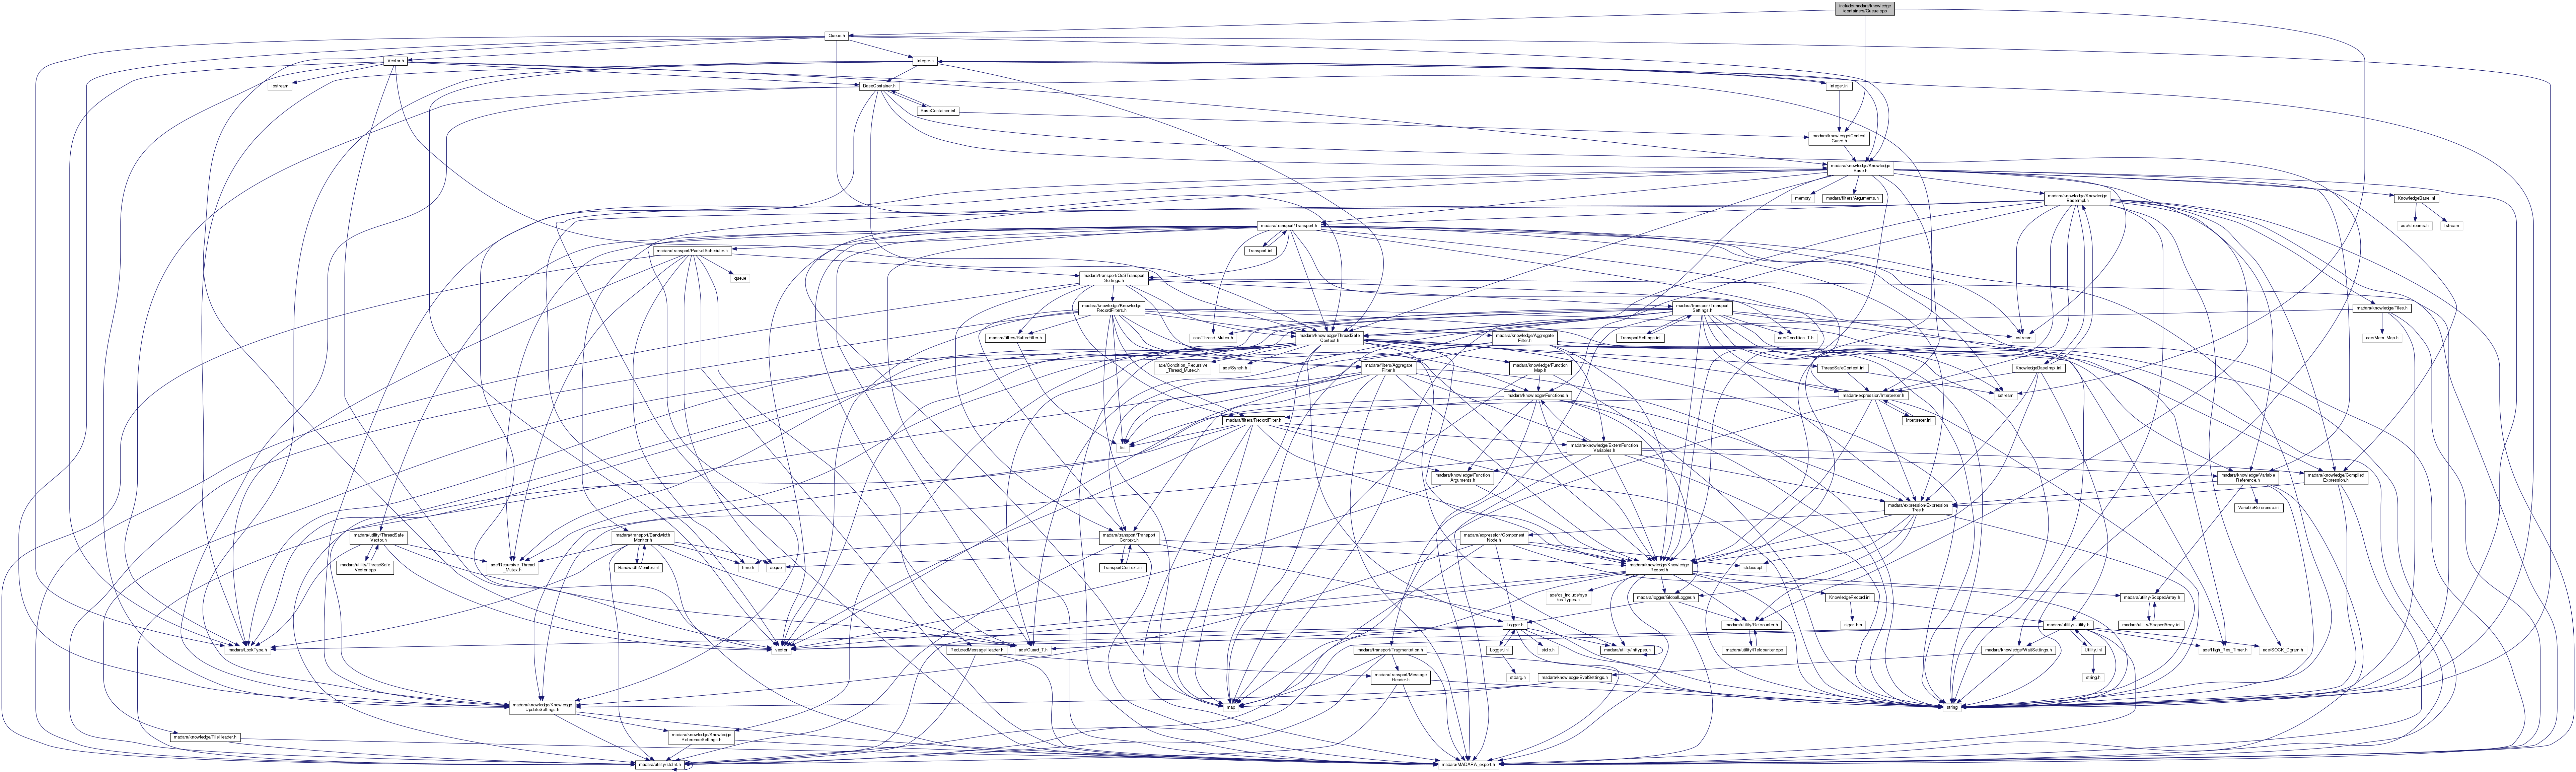 include/madara/knowledge
/containers/Queue.cpp
Queue.h
Vector.h
Integer.h
iostream
BaseContainer.h
Integer.inl
BaseContainer.inl
madara/knowledge/Context
Guard.h
madara/knowledge/Knowledge
Base.h
memory
madara/filters/Arguments.h
madara/knowledge/Knowledge
BaseImpl.h
KnowledgeBase.inl
madara/transport/Transport.h
ace/streams.h
fstream
madara/transport/PacketScheduler.h
Transport.inl
queue
madara/transport/QoSTransport
Settings.h
madara/knowledge/Knowledge
RecordFilters.h
madara/transport/Transport
Settings.h
madara/knowledge/Files.h
madara/filters/BufferFilter.h
ace/Thread_Mutex.h
madara/knowledge/ThreadSafe
Context.h
madara/knowledge/Aggregate
Filter.h
TransportSettings.inl
ace/Condition_T.h
ostream
ace/Mem_Map.h
ace/Condition_Recursive
_Thread_Mutex.h
ace/Synch.h
madara/filters/Aggregate
Filter.h
madara/knowledge/Function
Map.h
ThreadSafeContext.inl
KnowledgeBaseImpl.inl
madara/knowledge/Functions.h
madara/expression/Interpreter.h
sstream
madara/filters/RecordFilter.h
Interpreter.inl
list
madara/knowledge/ExternFunction
Variables.h
madara/knowledge/Function
Arguments.h
madara/knowledge/Variable
Reference.h
madara/knowledge/Compiled
Expression.h
madara/expression/Expression
Tree.h
VariableReference.inl
madara/utility/ThreadSafe
Vector.h
madara/transport/Bandwidth
Monitor.h
madara/transport/Transport
Context.h
madara/expression/Component
Node.h
madara/utility/ThreadSafe
Vector.cpp
ace/Recursive_Thread
_Mutex.h
BandwidthMonitor.inl
time.h
deque
TransportContext.inl
madara/knowledge/Knowledge
Record.h
stdexcept
ace/os_include/sys
/os_types.h
madara/logger/GlobalLogger.h
KnowledgeRecord.inl
madara/utility/ScopedArray.h
Logger.h
madara/utility/Refcounter.h
algorithm
madara/utility/Utility.h
madara/utility/ScopedArray.inl
madara/LockType.h
vector
ReducedMessageHeader.h
ace/Guard_T.h
madara/transport/Fragmentation.h
Logger.inl
stdio.h
madara/utility/inttypes.h
madara/utility/Refcounter.cpp
madara/knowledge/WaitSettings.h
Utility.inl
ace/High_Res_Timer.h
ace/SOCK_Dgram.h
madara/transport/Message
Header.h
stdarg.h
madara/knowledge/EvalSettings.h
string.h
madara/knowledge/Knowledge
UpdateSettings.h
map
string
madara/knowledge/FileHeader.h
madara/knowledge/Knowledge
ReferenceSettings.h
madara/utility/stdint.h
madara/MADARA_export.h